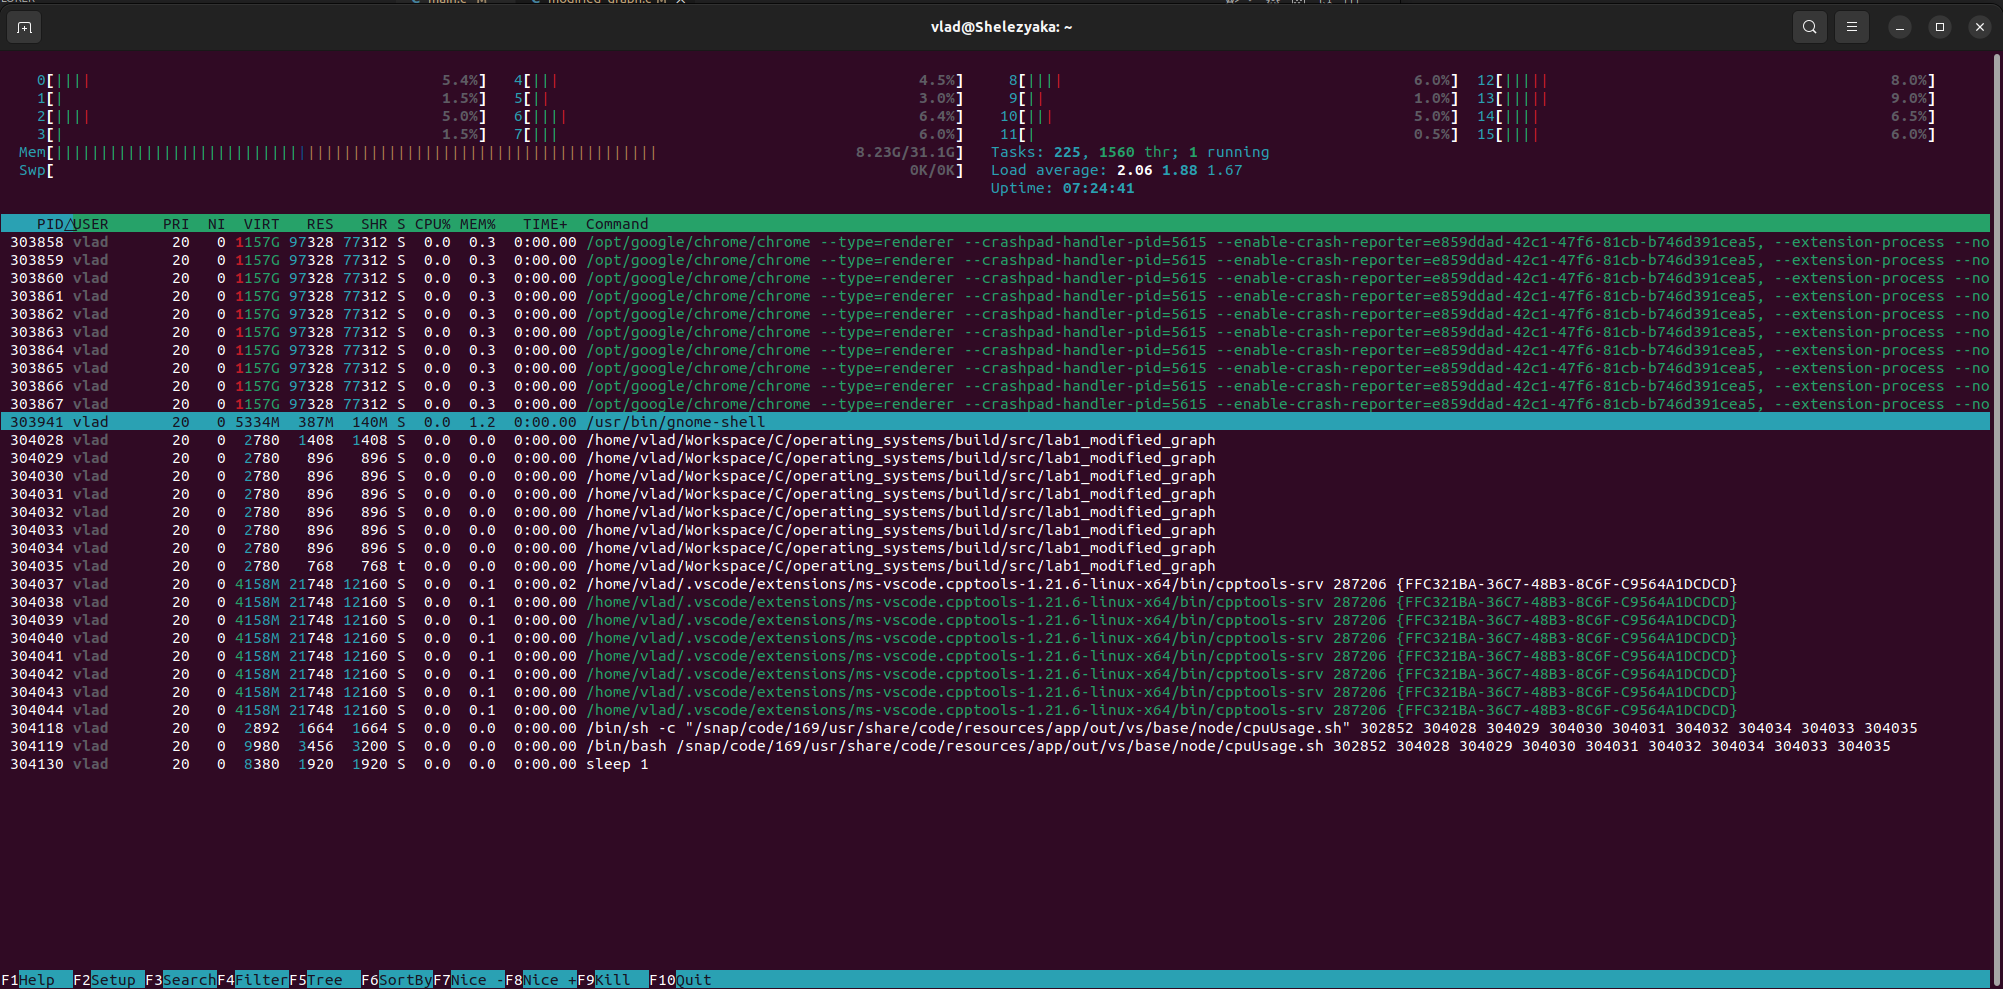 main.c M modified_graph.c M
vlad@Shelezyaka: ~
0[|||| 5.4%] 4[||| 4.5%] 8[|||| 6.0%] 12[||||| 8.0%]
1[| 1.5%] 5[|| 3.0%] 9[|| 1.0%] 13[||||| 9.0%]
2[|||| 5.0%] 6[|||| 6.4%] 10[||| 5.0%] 14[|||| 6.5%]
3[| 1.5%] 7[||| 6.0%] 11[| 0.5%] 15[|||| 6.0%]
Mem[||||||||||||||||||||||||||||||||||||||||||||||||||||||||||||||||||| 8.23G/31.1G] Tasks: 225, 1560 thr; 1 running
Swp[ 0K/0K] Load average: 2.06 1.88 1.67
Uptime: 07:24:41
PID△USER PRI NI VIRT RES SHR S CPU% MEM% TIME+ Command
303858 vlad 20 0 1157G 97328 77312 S 0.0 0.3 0:00.00 /opt/google/chrome/chrome --type=renderer --crashpad-handler-pid=5615 --enable-crash-reporter=e859ddad-42c1-47f6-81cb-b746d391cea5, --extension-process --no
303859 vlad 20 0 1157G 97328 77312 S 0.0 0.3 0:00.00 /opt/google/chrome/chrome --type=renderer --crashpad-handler-pid=5615 --enable-crash-reporter=e859ddad-42c1-47f6-81cb-b746d391cea5, --extension-process --no
303860 vlad 20 0 1157G 97328 77312 S 0.0 0.3 0:00.00 /opt/google/chrome/chrome --type=renderer --crashpad-handler-pid=5615 --enable-crash-reporter=e859ddad-42c1-47f6-81cb-b746d391cea5, --extension-process --no
303861 vlad 20 0 1157G 97328 77312 S 0.0 0.3 0:00.00 /opt/google/chrome/chrome --type=renderer --crashpad-handler-pid=5615 --enable-crash-reporter=e859ddad-42c1-47f6-81cb-b746d391cea5, --extension-process --no
303862 vlad 20 0 1157G 97328 77312 S 0.0 0.3 0:00.00 /opt/google/chrome/chrome --type=renderer --crashpad-handler-pid=5615 --enable-crash-reporter=e859ddad-42c1-47f6-81cb-b746d391cea5, --extension-process --no
303863 vlad 20 0 1157G 97328 77312 S 0.0 0.3 0:00.00 /opt/google/chrome/chrome --type=renderer --crashpad-handler-pid=5615 --enable-crash-reporter=e859ddad-42c1-47f6-81cb-b746d391cea5, --extension-process --no
303864 vlad 20 0 1157G 97328 77312 S 0.0 0.3 0:00.00 /opt/google/chrome/chrome --type=renderer --crashpad-handler-pid=5615 --enable-crash-reporter=e859ddad-42c1-47f6-81cb-b746d391cea5, --extension-process --no
303865 vlad 20 0 1157G 97328 77312 S 0.0 0.3 0:00.00 /opt/google/chrome/chrome --type=renderer --crashpad-handler-pid=5615 --enable-crash-reporter=e859ddad-42c1-47f6-81cb-b746d391cea5, --extension-process --no
303866 vlad 20 0 1157G 97328 77312 S 0.0 0.3 0:00.00 /opt/google/chrome/chrome --type=renderer --crashpad-handler-pid=5615 --enable-crash-reporter=e859ddad-42c1-47f6-81cb-b746d391cea5, --extension-process --no
303867 vlad 20 0 1157G 97328 77312 S 0.0 0.3 0:00.00 /opt/google/chrome/chrome --type=renderer --crashpad-handler-pid=5615 --enable-crash-reporter=e859ddad-42c1-47f6-81cb-b746d391cea5, --extension-process --no
303941 vlad 20 0 5334M 387M 140M S 0.0 1.2 0:00.00 /usr/bin/gnome-shell
304028 vlad 20 0 2780 1408 1408 S 0.0 0.0 0:00.00 /home/vlad/Workspace/C/operating_systems/build/src/lab1_modified_graph
304029 vlad 20 0 2780 896 896 S 0.0 0.0 0:00.00 /home/vlad/Workspace/C/operating_systems/build/src/lab1_modified_graph
304030 vlad 20 0 2780 896 896 S 0.0 0.0 0:00.00 /home/vlad/Workspace/C/operating_systems/build/src/lab1_modified_graph
304031 vlad 20 0 2780 896 896 S 0.0 0.0 0:00.00 /home/vlad/Workspace/C/operating_systems/build/src/lab1_modified_graph
304032 vlad 20 0 2780 896 896 S 0.0 0.0 0:00.00 /home/vlad/Workspace/C/operating_systems/build/src/lab1_modified_graph
304033 vlad 20 0 2780 896 896 S 0.0 0.0 0:00.00 /home/vlad/Workspace/C/operating_systems/build/src/lab1_modified_graph
304034 vlad 20 0 2780 896 896 S 0.0 0.0 0:00.00 /home/vlad/Workspace/C/operating_systems/build/src/lab1_modified_graph
304035 vlad 20 0 2780 768 768 t 0.0 0.0 0:00.00 /home/vlad/Workspace/C/operating_systems/build/src/lab1_modified_graph
304037 vlad 20 0 4158M 21748 12160 S 0.0 0.1 0:00.02 /home/vlad/.vscode/extensions/ms-vscode.cpptools-1.21.6-linux-x64/bin/cpptools-srv 287206 {FFC321BA-36C7-48B3-8C6F-C9564A1DCDCD}
304038 vlad 20 0 4158M 21748 12160 S 0.0 0.1 0:00.00 /home/vlad/.vscode/extensions/ms-vscode.cpptools-1.21.6-linux-x64/bin/cpptools-srv 287206 {FFC321BA-36C7-48B3-8C6F-C9564A1DCDCD}
304039 vlad 20 0 4158M 21748 12160 S 0.0 0.1 0:00.00 /home/vlad/.vscode/extensions/ms-vscode.cpptools-1.21.6-linux-x64/bin/cpptools-srv 287206 {FFC321BA-36C7-48B3-8C6F-C9564A1DCDCD}
304040 vlad 20 0 4158M 21748 12160 S 0.0 0.1 0:00.00 /home/vlad/.vscode/extensions/ms-vscode.cpptools-1.21.6-linux-x64/bin/cpptools-srv 287206 {FFC321BA-36C7-48B3-8C6F-C9564A1DCDCD}
304041 vlad 20 0 4158M 21748 12160 S 0.0 0.1 0:00.00 /home/vlad/.vscode/extensions/ms-vscode.cpptools-1.21.6-linux-x64/bin/cpptools-srv 287206 {FFC321BA-36C7-48B3-8C6F-C9564A1DCDCD}
304042 vlad 20 0 4158M 21748 12160 S 0.0 0.1 0:00.00 /home/vlad/.vscode/extensions/ms-vscode.cpptools-1.21.6-linux-x64/bin/cpptools-srv 287206 {FFC321BA-36C7-48B3-8C6F-C9564A1DCDCD}
304043 vlad 20 0 4158M 21748 12160 S 0.0 0.1 0:00.00 /home/vlad/.vscode/extensions/ms-vscode.cpptools-1.21.6-linux-x64/bin/cpptools-srv 287206 {FFC321BA-36C7-48B3-8C6F-C9564A1DCDCD}
304044 vlad 20 0 4158M 21748 12160 S 0.0 0.1 0:00.00 /home/vlad/.vscode/extensions/ms-vscode.cpptools-1.21.6-linux-x64/bin/cpptools-srv 287206 {FFC321BA-36C7-48B3-8C6F-C9564A1DCDCD}
304118 vlad 20 0 2892 1664 1664 S 0.0 0.0 0:00.00 /bin/sh -c "/snap/code/169/usr/share/code/resources/app/out/vs/base/node/cpuUsage.sh" 302852 304028 304029 304030 304031 304032 304034 304033 304035
304119 vlad 20 0 9980 3456 3200 S 0.0 0.0 0:00.00 /bin/bash /snap/code/169/usr/share/code/resources/app/out/vs/base/node/cpuUsage.sh 302852 304028 304029 304030 304031 304032 304034 304033 304035
304130 vlad 20 0 8380 1920 1920 S 0.0 0.0 0:00.00 sleep 1
F1Help F2Setup F3SearchF4FilterF5Tree F6SortByF7Nice -F8Nice +F9Kill F10Quit